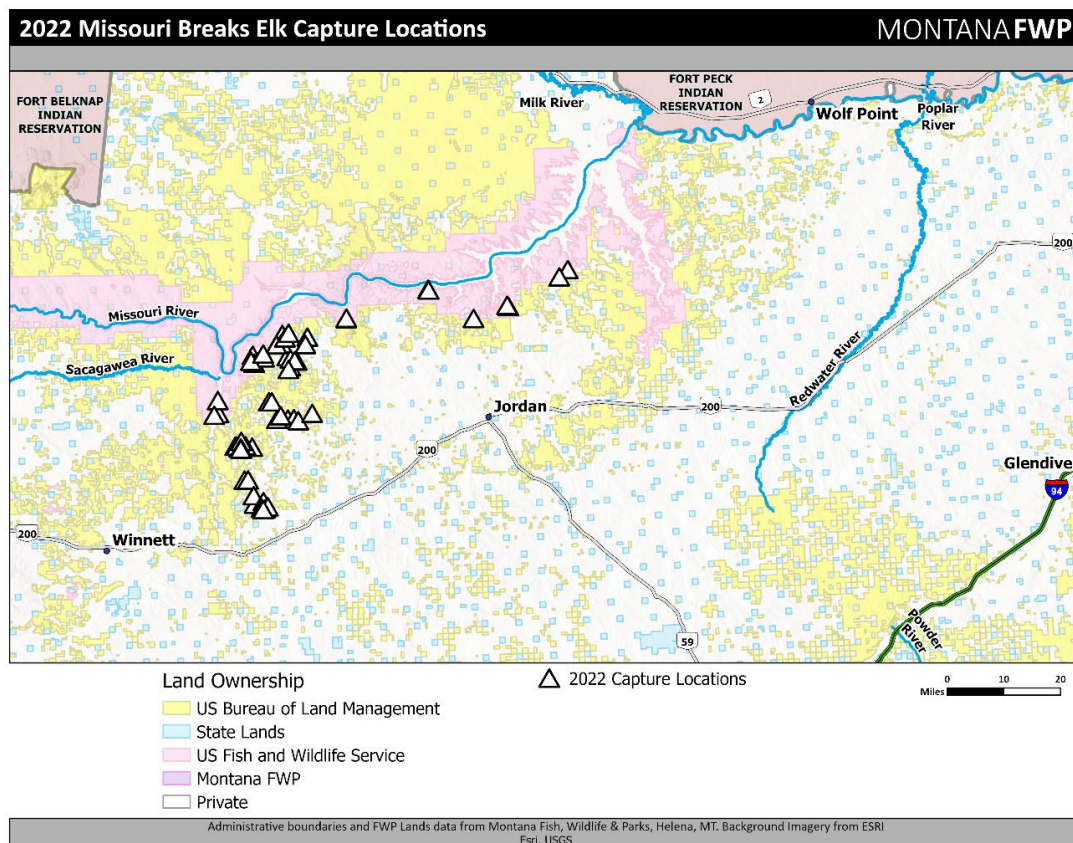 2022 Missouri Breaks Elk Capture Locations
MONTANA FWP
FORT BELKNAP
INDIAN
RESERVATION
Milk River
FORT PECK
INDIAN
RESERVATION
2
Wolf Point
Poplar
River
200
Missouri River
Sacagawea River
Redwater River
Jordan
200
200
Glendive
94
200
Winnett
59
Powder
River
Land Ownership
US Bureau of Land Management
State Lands
US Fish and Wildlife Service
Montana FWP
Private
2022 Capture Locations
0 10 20
Miles
Administrative boundaries and FWP Lands data from Montana Fish, Wildlife & Parks, Helena, MT. Background Imagery from ESRI
Esri, USGS